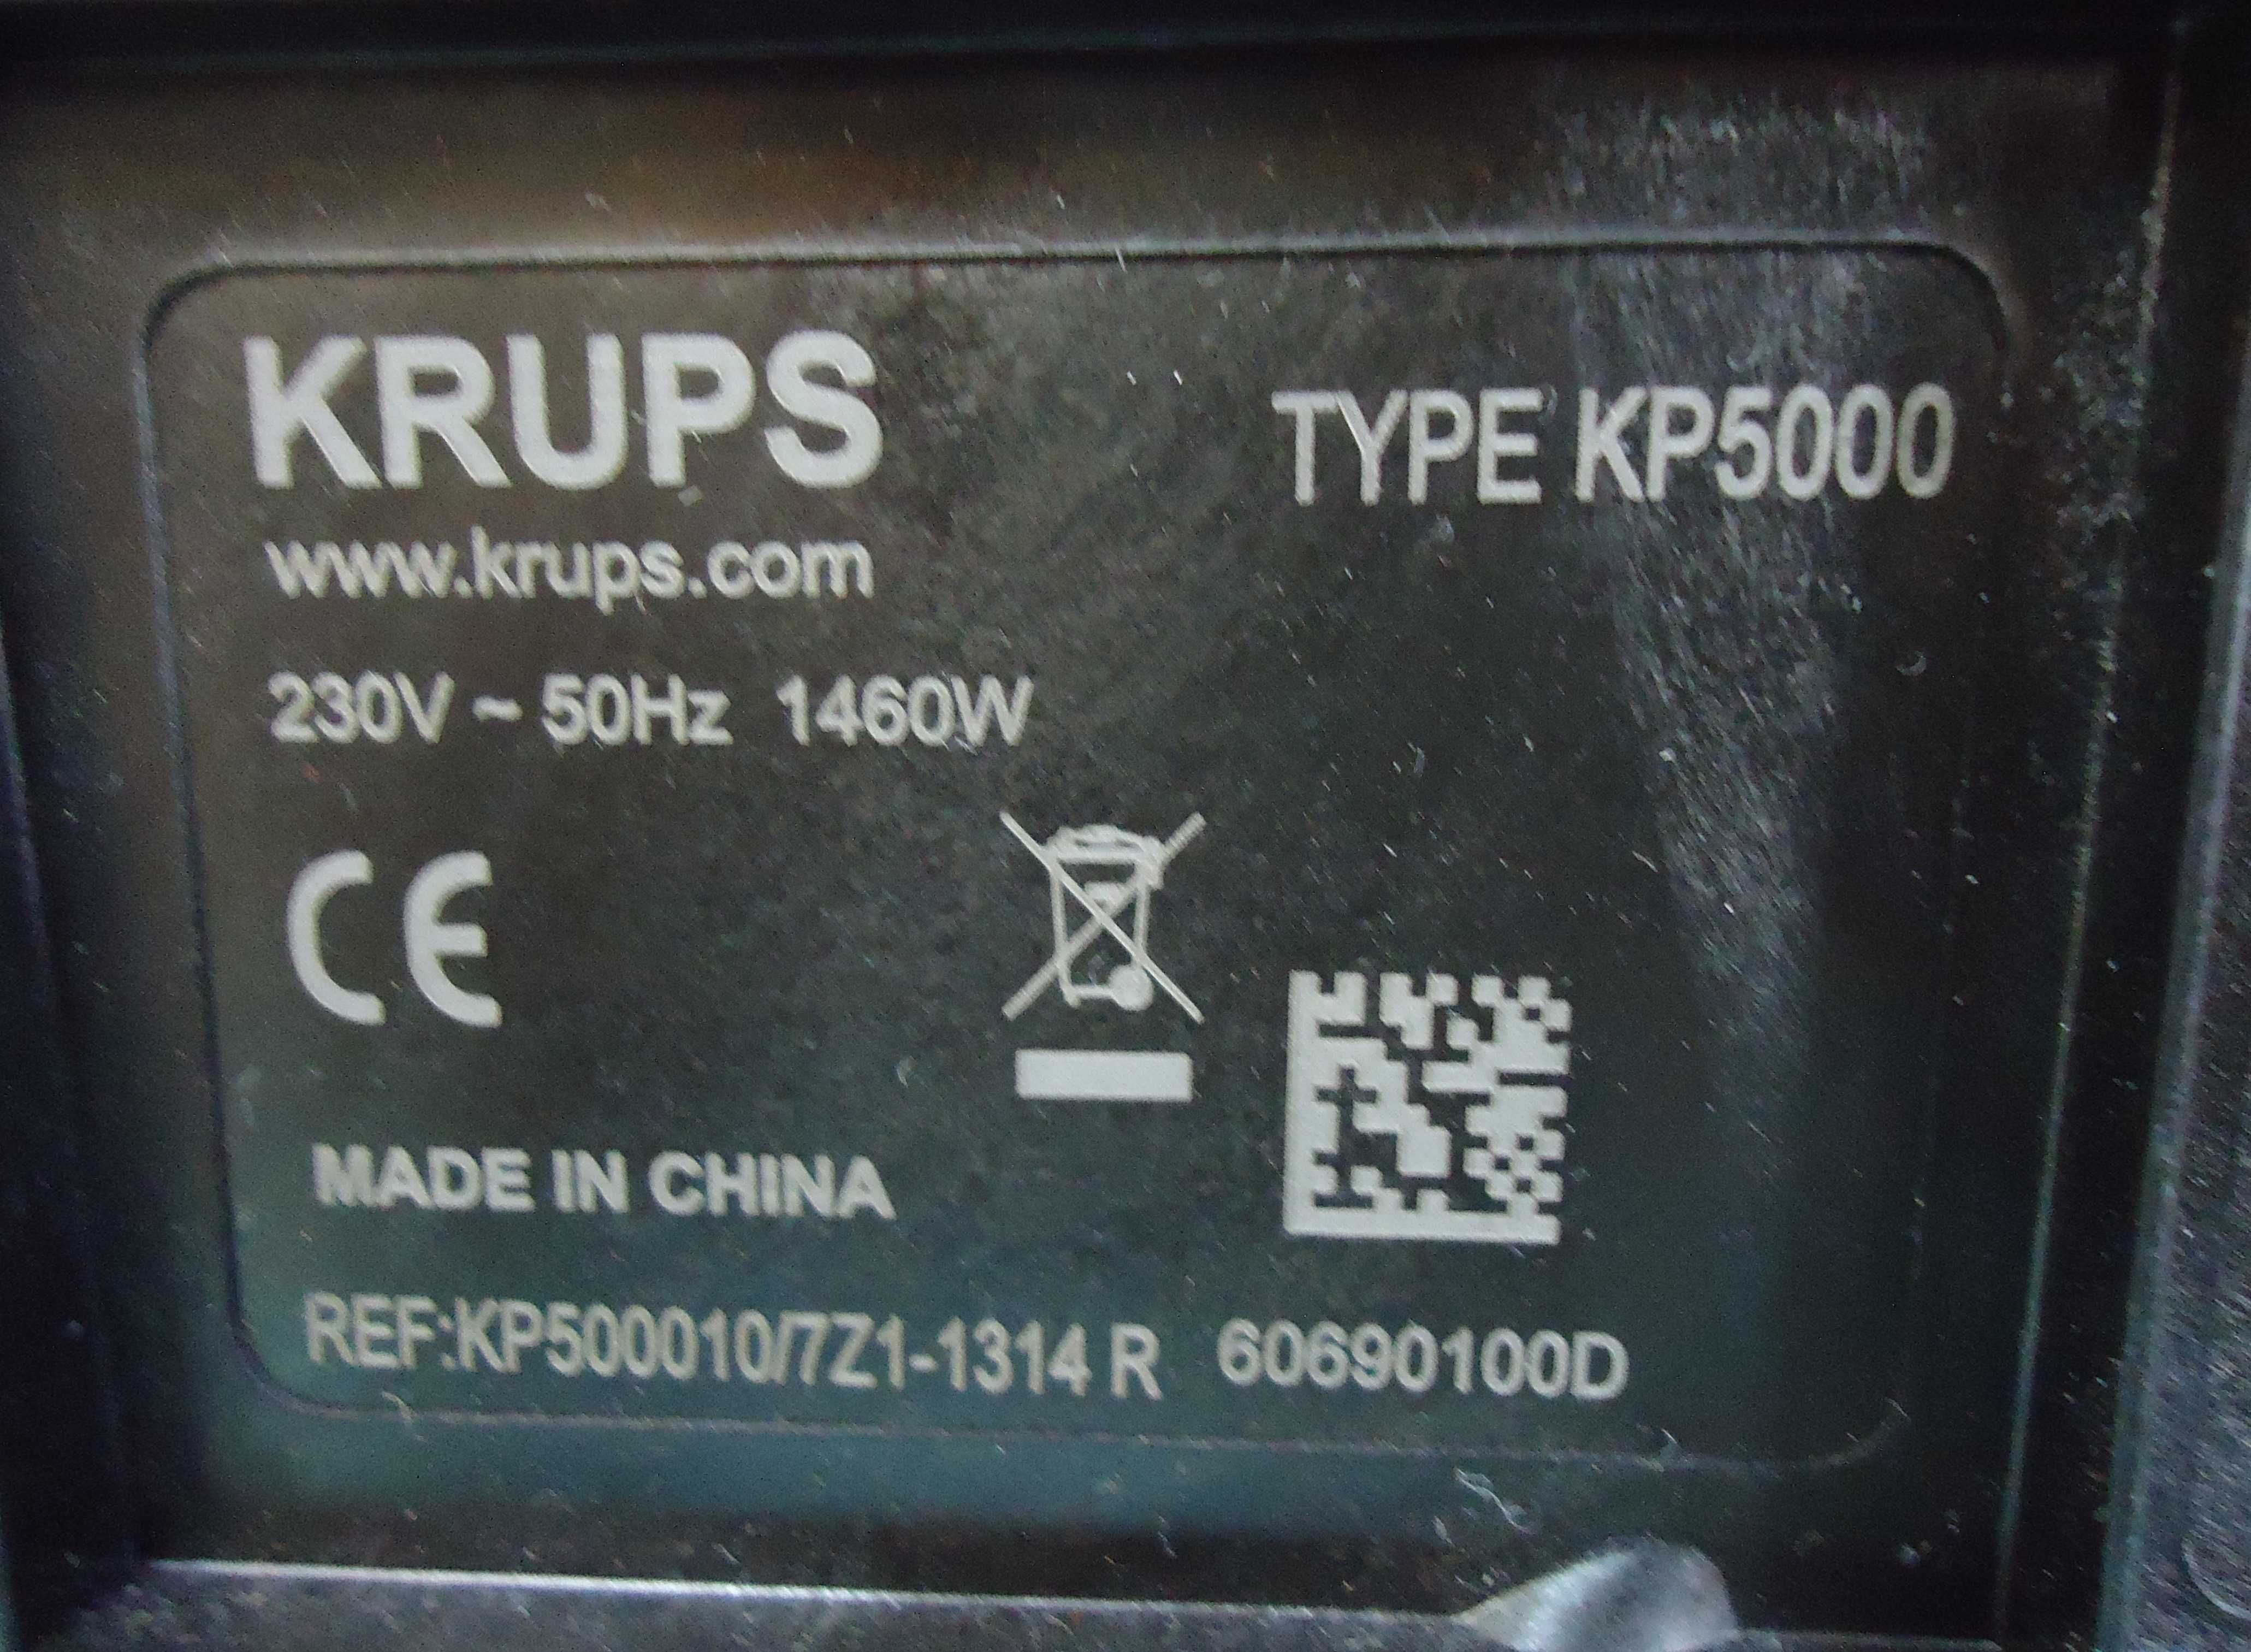 KRUPS
TYPE KP5000
www.krups.com
230V ~ 50Hz 1460W
CE
MADE IN CHINA
REF:KP500010/7Z1-1314 R 60690100D